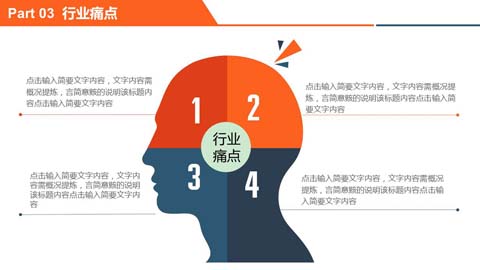 Part 03 行业痛点
点击输入简要文字内容，文字内容需
概况提炼，言简意赅的说明该标题内
容点击输入简要文字内容
点击输入简要文字内容，文字内容需概况提
炼，言简意赅的说明该标题内容点击输入简
要文字内容
1
2
行业
痛点
3
4
点击输入简要文字内容，文字内
容需概况提炼，言简意赅的说明
该标题内容点击输入简要文字内
容
点击输入简要文字内容，文字内容需概况
提炼，言简意赅的说明该标题内容点击输
入简要文字内容